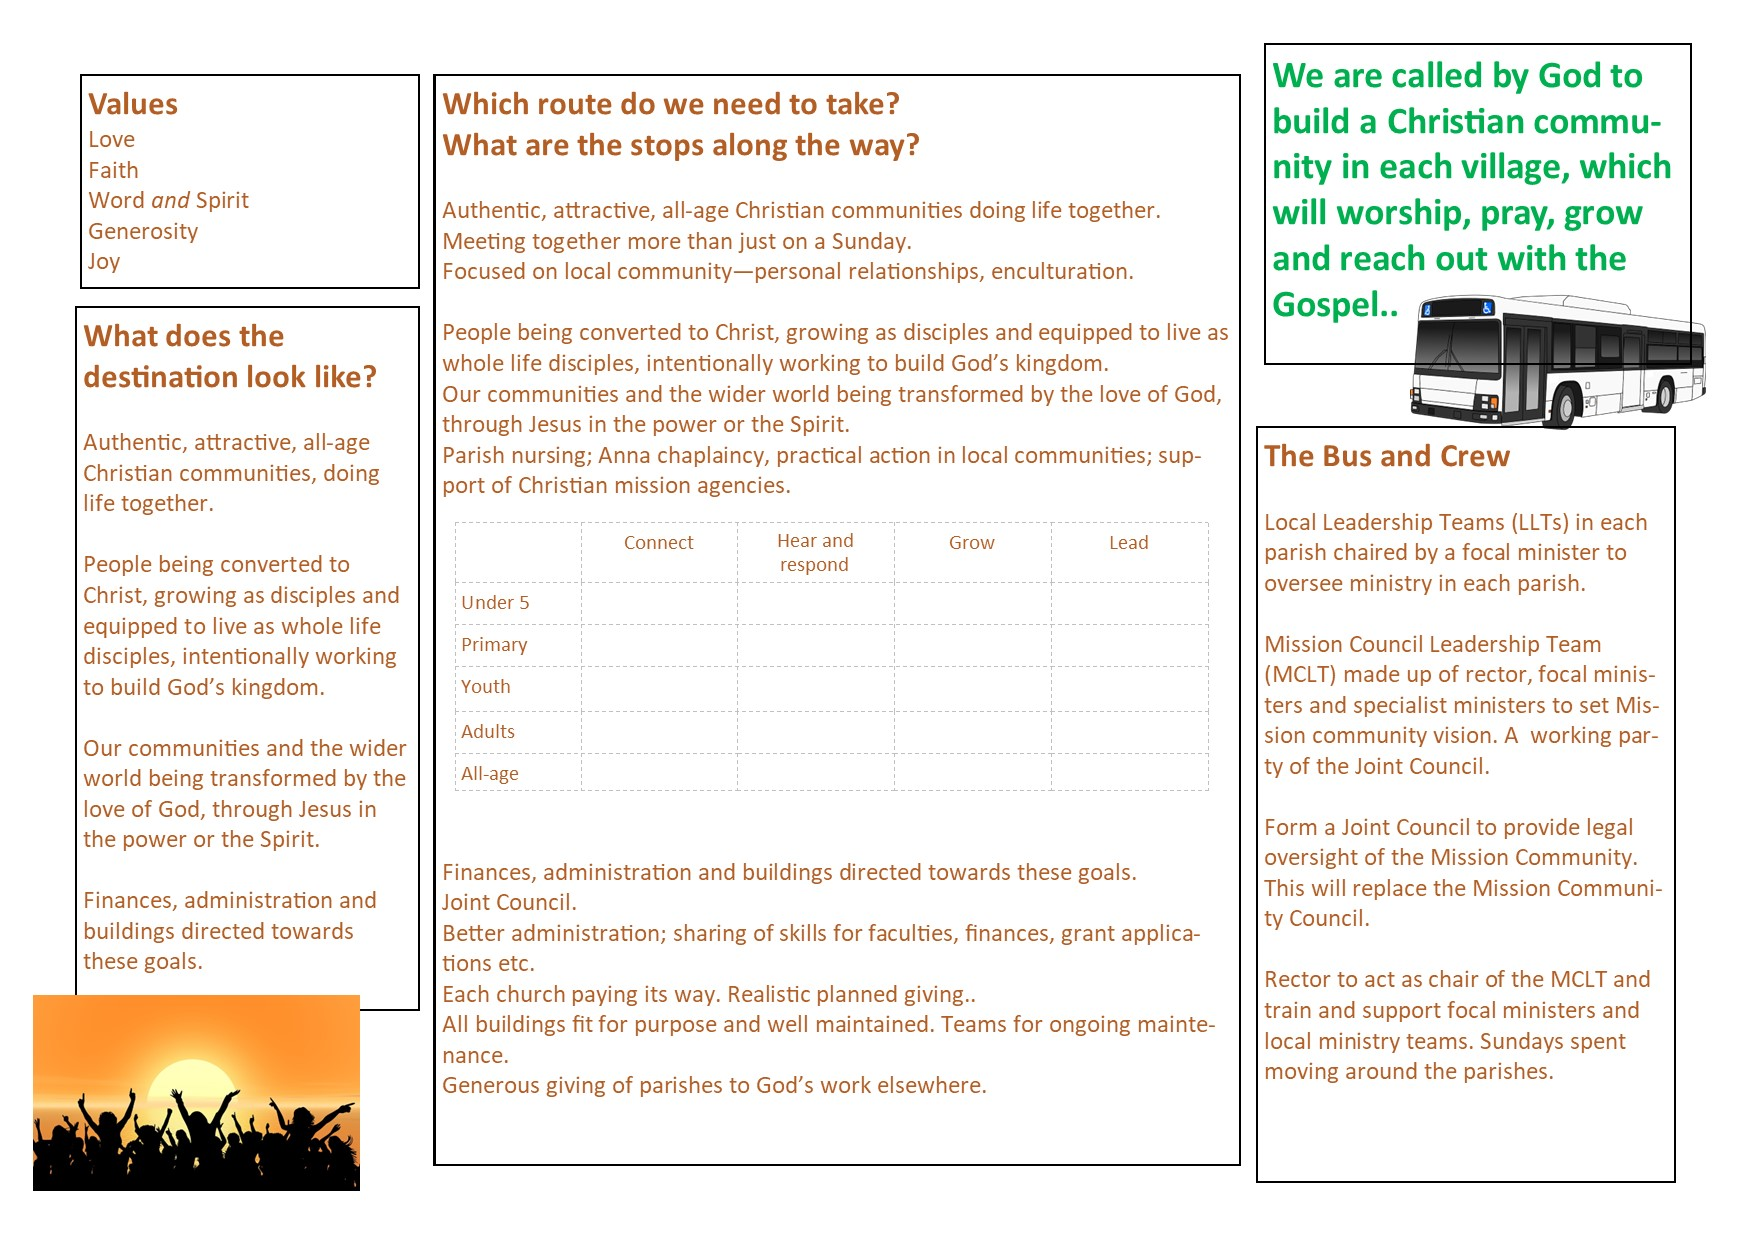 Values
Love
Faith
Word and Spirit
Generosity
Joy
What does the
destination look like?
Authentic, attractive, all-age
Christian communities, doing
life together.
People being converted to
Christ, growing as disciples and
equipped to live as whole life
disciples, intentionally working
to build God’s kingdom.
Our communities and the wider
world being transformed by the
love of God, through Jesus in
the power or the Spirit.
Finances, administration and
buildings directed towards
these goals.
Which route do we need to take?
What are the stops along the way?
Authentic, attractive, all-age Christian communities doing life together.
Meeting together more than just on a Sunday.
Focused on local community—personal relationships, enculturation.
People being converted to Christ, growing as disciples and equipped to live as
whole life disciples, intentionally working to build God’s kingdom.
Our communities and the wider world being transformed by the love of God,
through Jesus in the power or the Spirit.
Parish nursing; Anna chaplaincy, practical action in local communities; sup-
port of Christian mission agencies.
Connect Hear and Grow Lead
respond
Under 5
Primary
Youth
Adults
All-age
Finances, administration and buildings directed towards these goals.
Joint Council.
Better administration; sharing of skills for faculties, finances, grant applica-
tions etc.
Each church paying its way. Realistic planned giving..
All buildings fit for purpose and well maintained. Teams for ongoing mainte-
nance.
Generous giving of parishes to God’s work elsewhere.
We are called by God to
build a Christian commu-
nity in each village, which
will worship, pray, grow
and reach out with the
Gospel..
The Bus and Crew
Local Leadership Teams (LLTs) in each
parish chaired by a focal minister to
oversee ministry in each parish.
Mission Council Leadership Team
(MCLT) made up of rector, focal minis-
ters and specialist ministers to set Mis-
sion community vision. A  working par-
ty of the Joint Council.
Form a Joint Council to provide legal
oversight of the Mission Community.
This will replace the Mission Communi-
ty Council.
Rector to act as chair of the MCLT and
train and support focal ministers and
local ministry teams. Sundays spent
moving around the parishes.